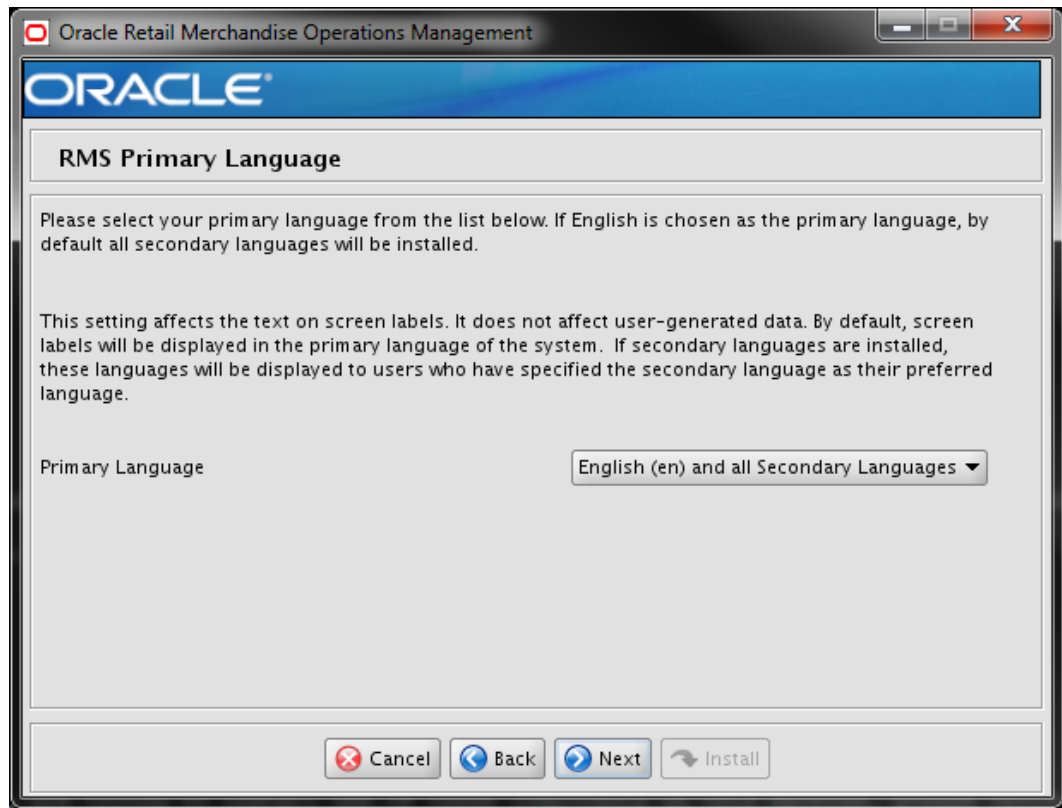 Oracle Retail Merchandise Operations Management
ORACLE
RMS Primary Language
Please select your primary language from the list below. If English is chosen as the primary language, by
default all secondary languages will be installed.
This setting affects the text on screen labels. It does not affect user-generated data. By default, screen
labels will be displayed in the primary language of the system. If secondary languages are installed,
these languages will be displayed to users who have specified the secondary language as their preferred
language.
Primary Language English (en) and all Secondary Languages
Cancel Back Next Install